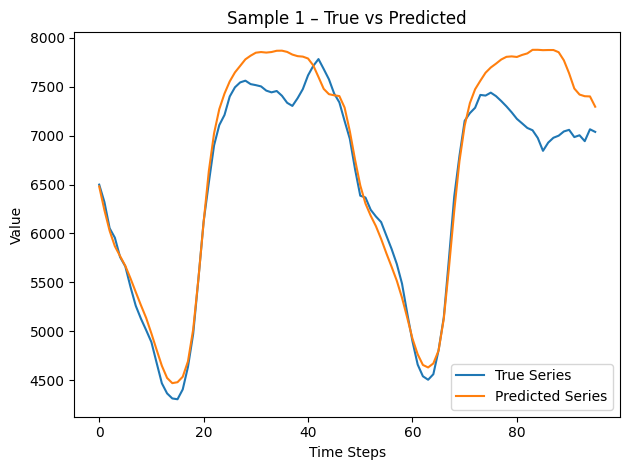 Sample 1 – True vs Predicted
8000
7500
7000
6500
6000
5500
5000
4500
Value
0 20 40 60 80
Time Steps
True Series
Predicted Series